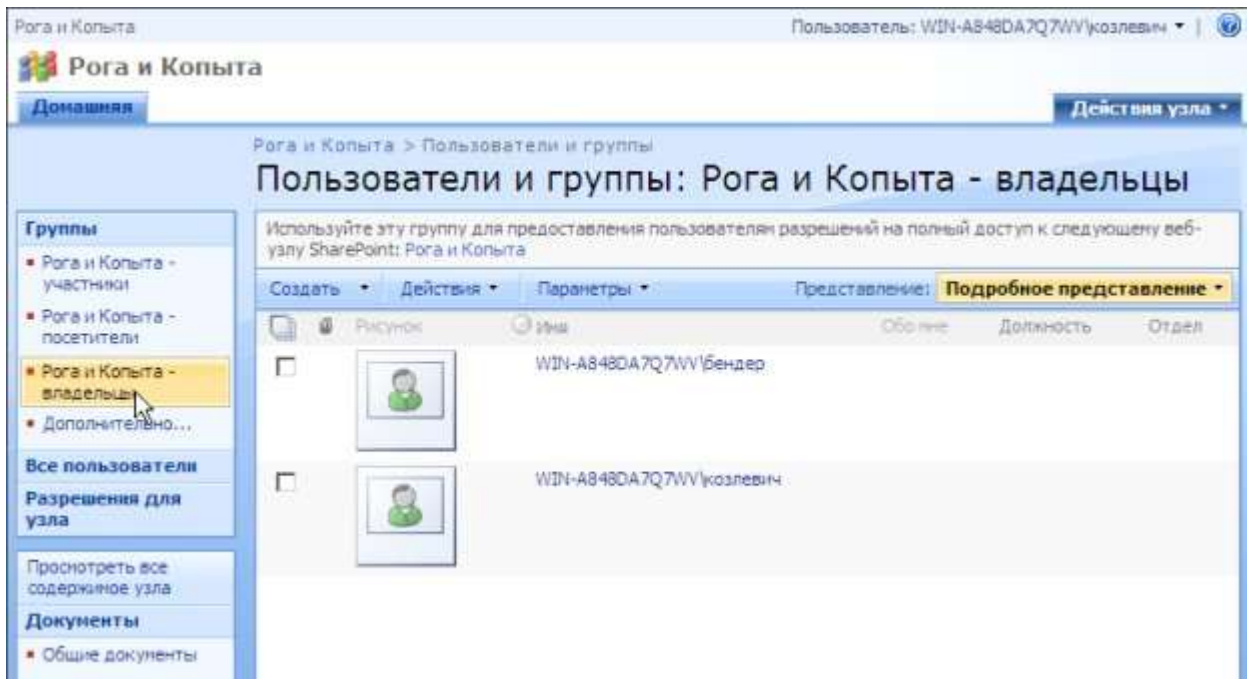 Рога и Копыта
Пользователь: WIN-A848DA7Q7WV\козлевич
Рога и Копыта
Домашняя
Действия узла
Рога и Копыта > Пользователи и группы
Пользователи и группы: Рога и Копыта - владельцы
Группы
Рога и Копыта -
участники
Рога и Копыта -
посетители
Рога и Копыта -
владельцы
Дополнительно...
Все пользователи
Разрешения для
узла
Просмотреть все
содержимое узла
Документы
Общие документы
Используйте эту группу для предоставления пользователям разрешений на полный доступ к следующему веб-
узлу SharePoint: Рога и Копыта
Создать Действия Параметры Представление: Подробное представление
Рисунок Имя Обо мне Должность Отдел
WIN-A848DA7Q7WV\бендер
WIN-A848DA7Q7WV\козлевич